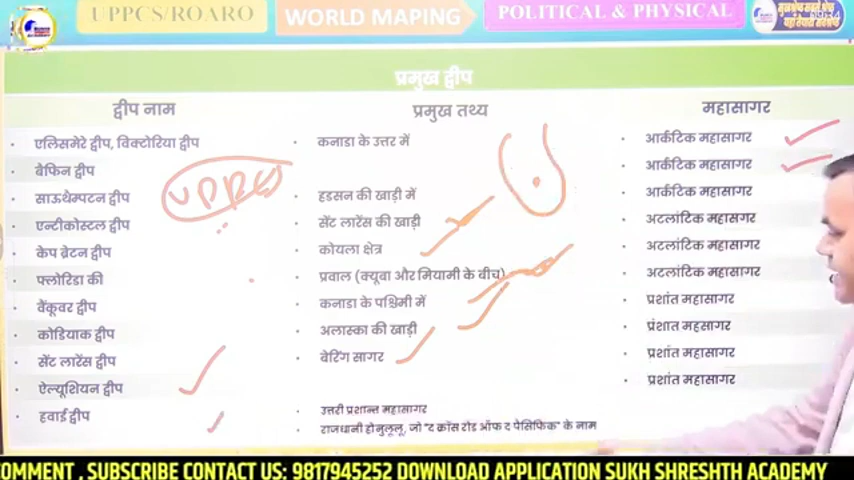 UPPCS/ROARO
WORLD MAPING
POLITICAL & PHYSICAL
प्रमुख द्वीप
द्वीप नाम
प्रमुख तथ्य
महासागर
एलिसमेरे द्वीप, विक्टोरिया द्वीप
कनाडा के उत्तर में
आर्कटिक महासागर
बैफिन द्वीप
आर्कटिक महासागर
साऊथेम्पटन द्वीप
हडसन की खाड़ी में
आर्कटिक महासागर
एन्टीकोस्टल द्वीप
सेंट लारेंस की खाड़ी
अटलांटिक महासगर
केप ब्रेटन द्वीप
कोयला क्षेत्र
अटलांटिक महासागर
फ्लोरिडा की
प्रवाल (क्यूबा और मियामी के बीच)
अटलांटिक महासागर
वैंकूवर द्वीप
कनाडा के पश्चिमी में
प्रशांत महासागर
कोडियाक द्वीप
अलास्का की खाड़ी
प्रंशात महसागर
सेंट लारेंस द्वीप
वेरिंग सागर
प्रशांत महासागर
ऐल्यूशियन द्वीप
प्रशांत महासागर
हवाई द्वीप
उत्तरी प्रशान्त महासागर
राजधानी होनुलूलू, जो "द क्रॉस रोड ऑफ द पेसिफिक" के नाम
UPPCS
COMMENT , SUBSCRIBE CONTACT US: 9817945252 DOWNLOAD APPLICATION SUKH SHRESHTH ACADEMY